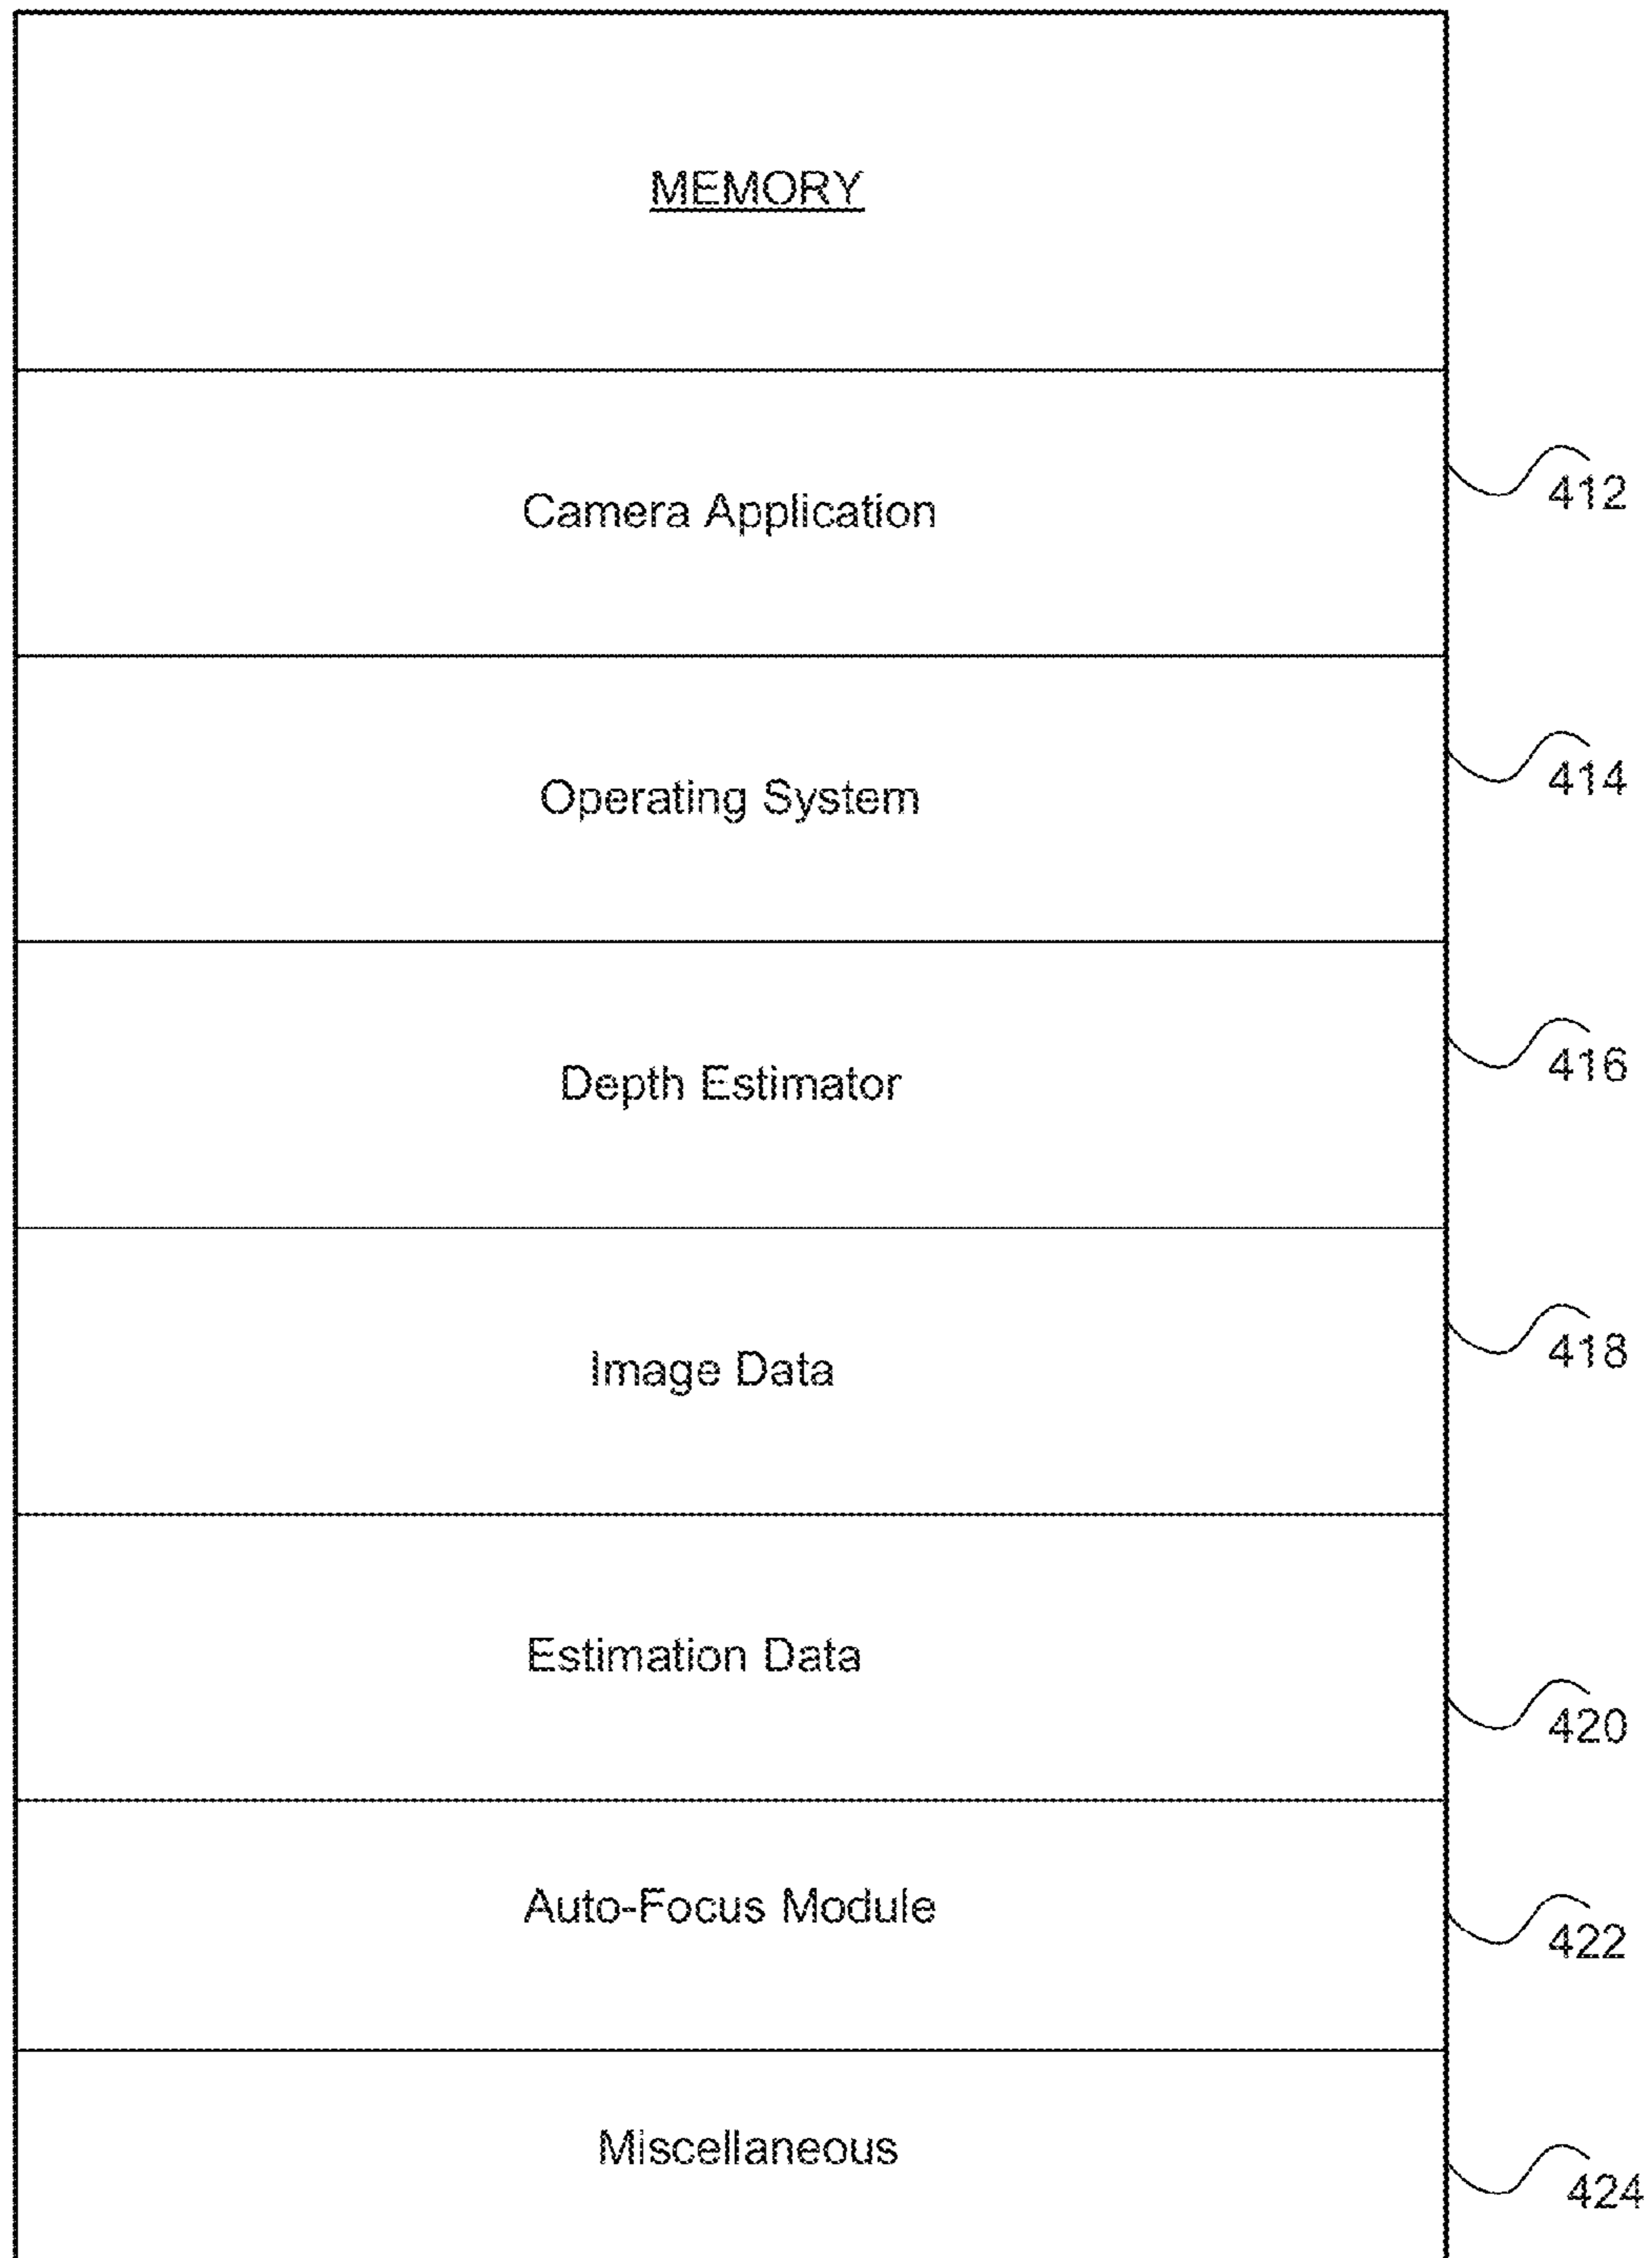 MEMORY
Camera Application
412
Operating System
414
Depth Estimator
416
Image Data
418
Estimation Data
420
Auto-Focus Module
422
Miscellaneous
424